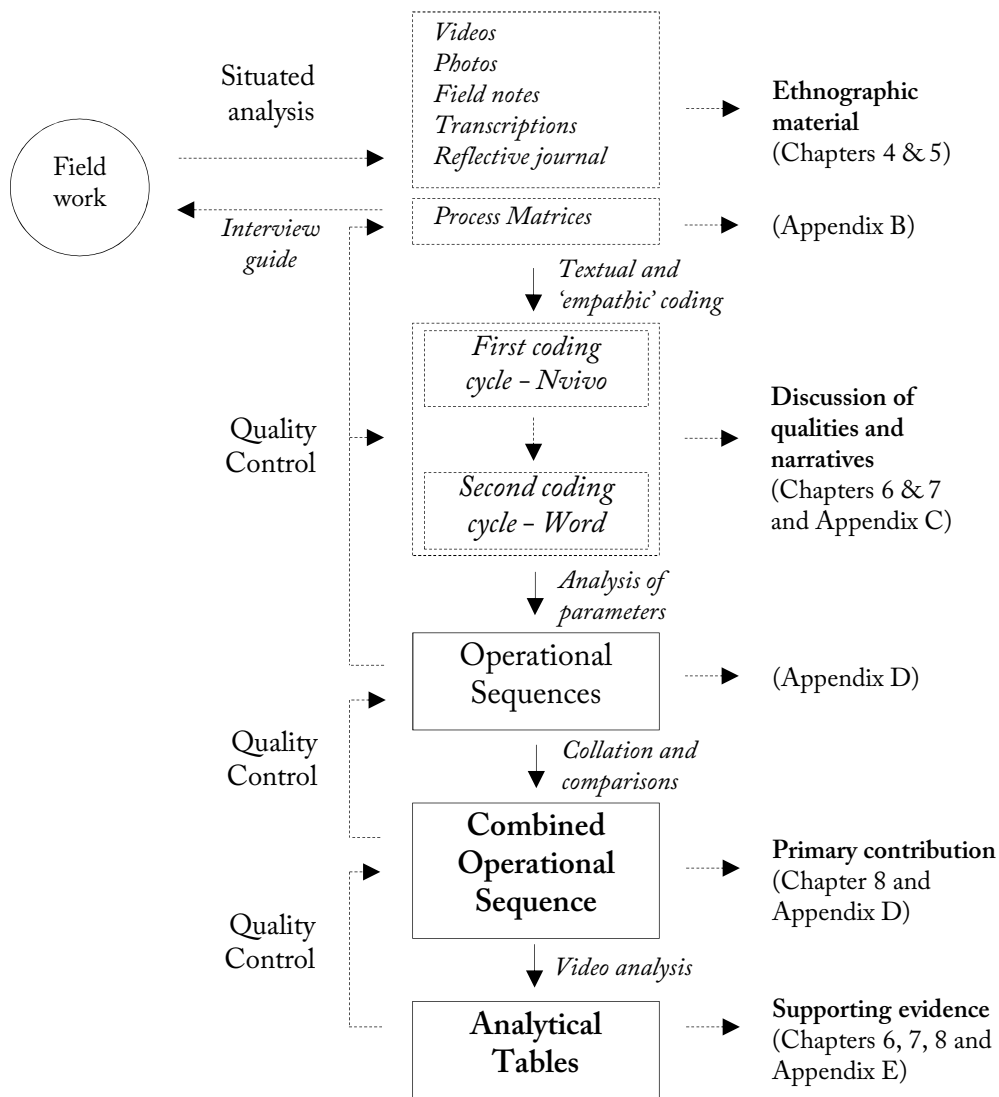 Videos
Photos
Field notes
Transcriptions
Reflective journal
Situated
analysis
Ethnographic
material
(Chapters 4 & 5)
Field
work
Process Matrices
(Appendix B)
Interview
guide
Textual and
‘empathic’ coding
First coding
cycle – Nvivo
Quality
Control
Discussion of
qualities and
narratives
(Chapters 6 & 7
and Appendix C)
Second coding
cycle – Word
Analysis of
parameters
Operational
Sequences
(Appendix D)
Quality
Control
Collation and
comparisons
Combined
Operational
Sequence
Primary contribution
(Chapter 8 and
Appendix D)
Quality
Control
Video analysis
Analytical
Tables
Supporting evidence
(Chapters 6, 7, 8 and
Appendix E)